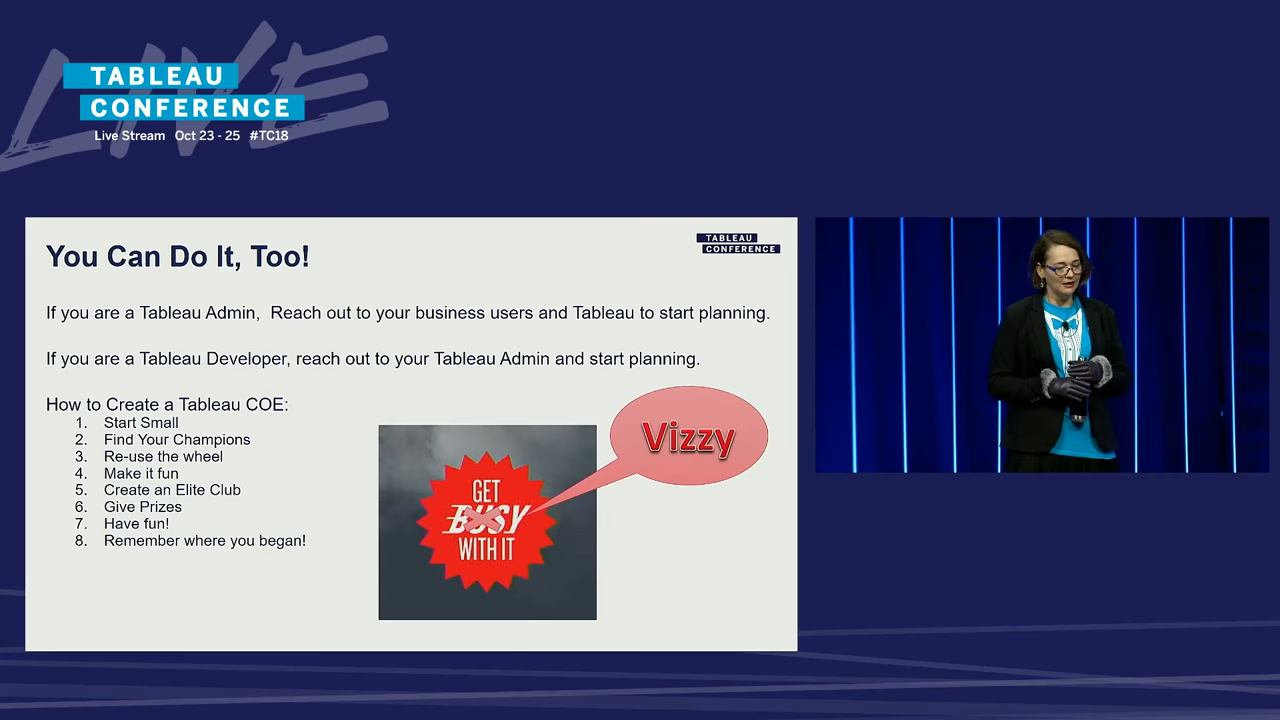 LIVE
TABLEAU
CONFERENCE
Live Stream Oct 23 - 25 #TC18
You Can Do It, Too!
TABLEAU
CONFERENCE
If you are a Tableau Admin, Reach out to your business users and Tableau to start planning.
If you are a Tableau Developer, reach out to your Tableau Admin and start planning.
How to Create a Tableau COE:
1. Start Small
2. Find Your Champions
3. Re-use the wheel
4. Make it fun
5. Create an Elite Club
6. Give Prizes
7. Have fun!
8. Remember where you began!
GET
BUSY
WITH IT
Vizzy